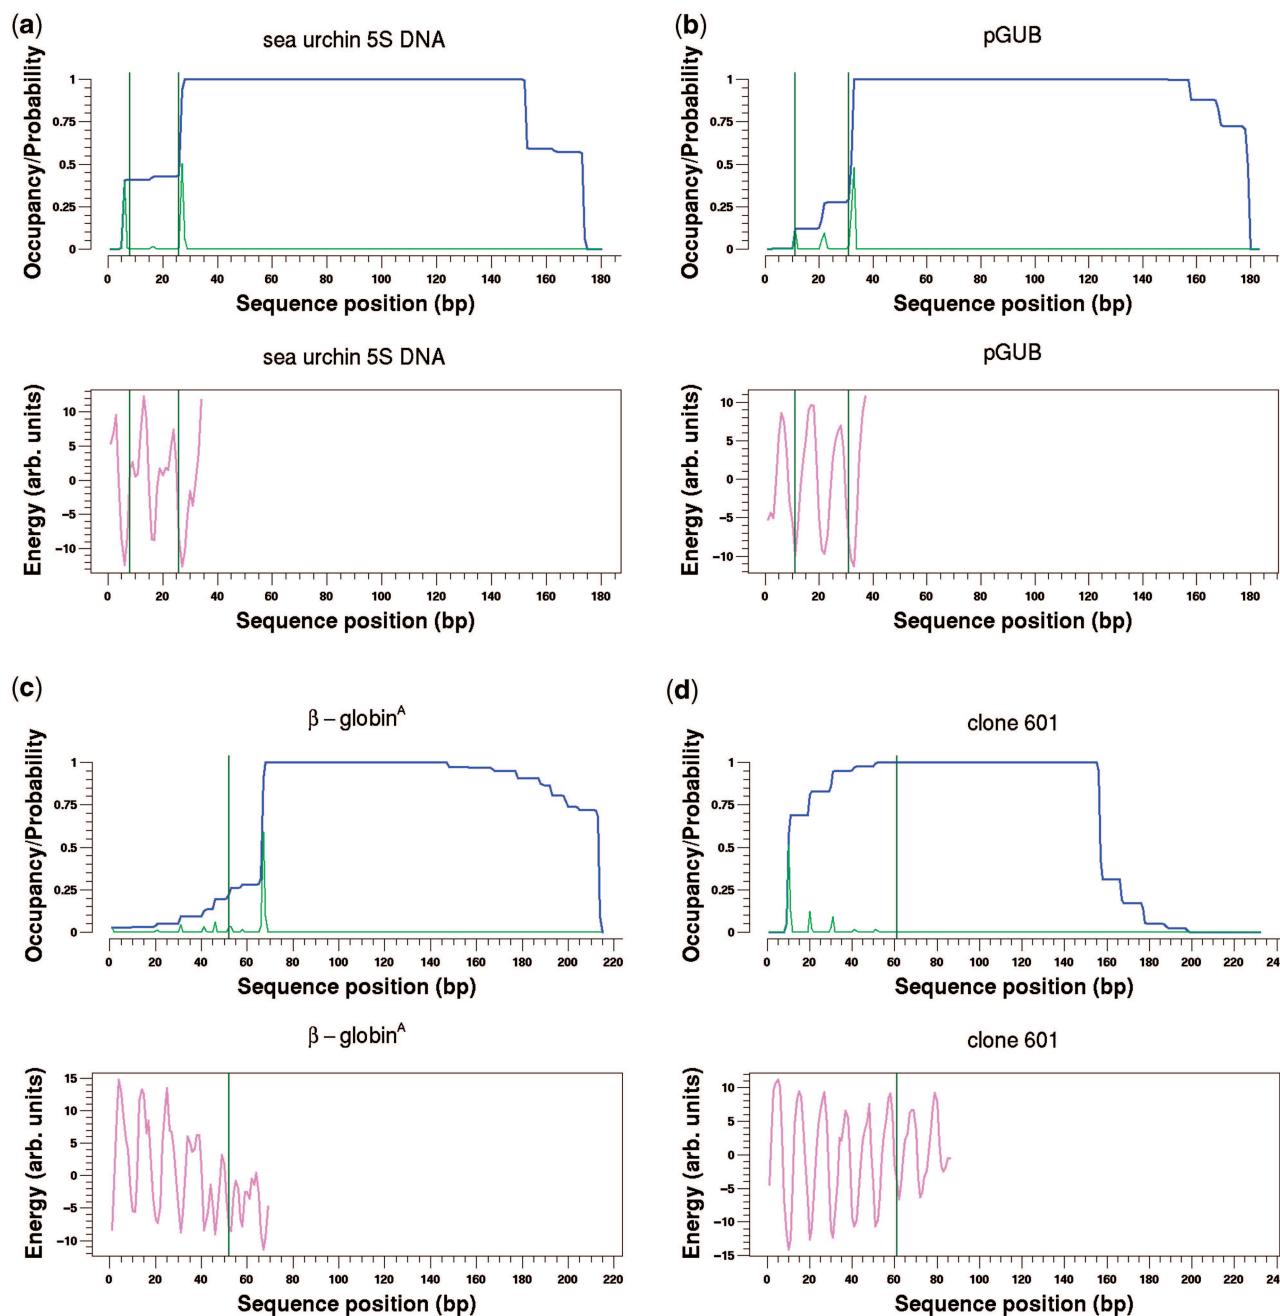 (a)
sea urchin 5S DNA
Occupancy/Probability
1
0.75
0.5
0.25
0
0 20 40 60 80 100 120 140 160 180
Sequence position (bp)
sea urchin 5S DNA
Energy (arb. units)
10
5
0
−5
−10
0 20 40 60 80 100 120 140 160 180
Sequence position (bp)
(b)
pGUB
Occupancy/Probability
1
0.75
0.5
0.25
0
0 20 40 60 80 100 120 140 160 180
Sequence position (bp)
pGUB
Energy (arb. units)
10
5
0
−5
−10
0 20 40 60 80 100 120 140 160 180
Sequence position (bp)
(c)
β – globinᴬ
Occupancy/Probability
1
0.75
0.5
0.25
0
0 20 40 60 80 100 120 140 160 180 200 220
Sequence position (bp)
β – globinᴬ
Energy (arb. units)
15
10
5
0
−5
−10
0 20 40 60 80 100 120 140 160 180 200 220
Sequence position (bp)
(d)
clone 601
Occupancy/Probability
1
0.75
0.5
0.25
0
0 20 40 60 80 100 120 140 160 180 200 220 24
Sequence position (bp)
clone 601
Energy (arb. units)
10
5
0
−5
−10
−15
0 20 40 60 80 100 120 140 160 180 200 220 24
Sequence position (bp)